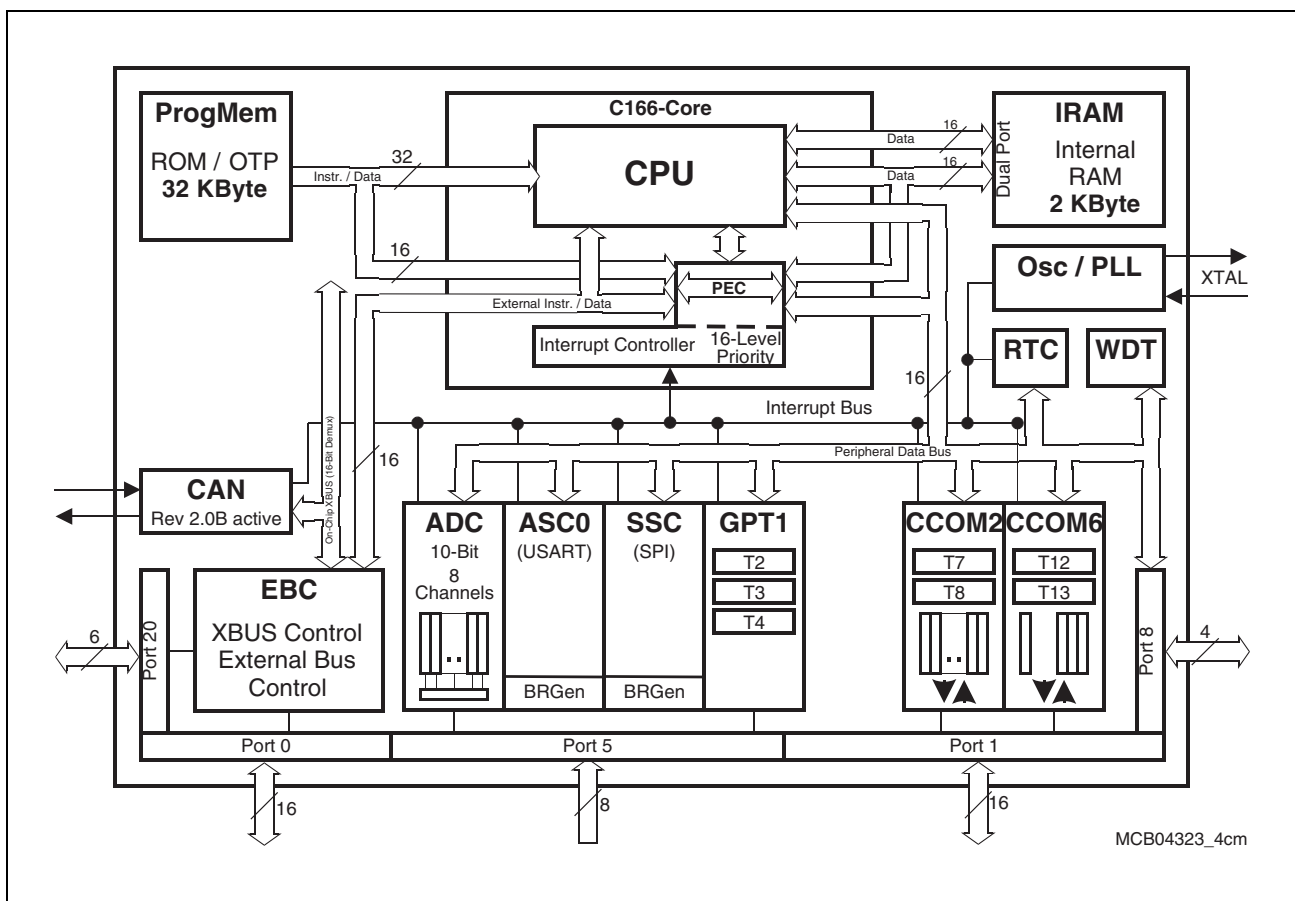 C166-Core
ProgMem
ROM / OTP
32 KByte
32
Instr. / Data
CPU
16
Data
16
Data
Dual Port
IRAM
Internal
RAM
2 KByte
16
External Instr. / Data
PEC
Interrupt Controller
16-Level
Priority
Osc / PLL
XTAL
RTC
WDT
16
Interrupt Bus
Peripheral Data Bus
On-Chip XBUS (16-Bit Demux)
16
CAN
Rev 2.0B active
EBC
XBUS Control
External Bus
Control
ADC
10-Bit
8
Channels
ASC0
(USART)
BRGen
SSC
(SPI)
BRGen
GPT1
T2
T3
T4
CCOM2
T7
T8
CCOM6
T12
T13
6
Port 20
Port 8
4
Port 0
Port 5
Port 1
16
8
16
MCB04323_4cm